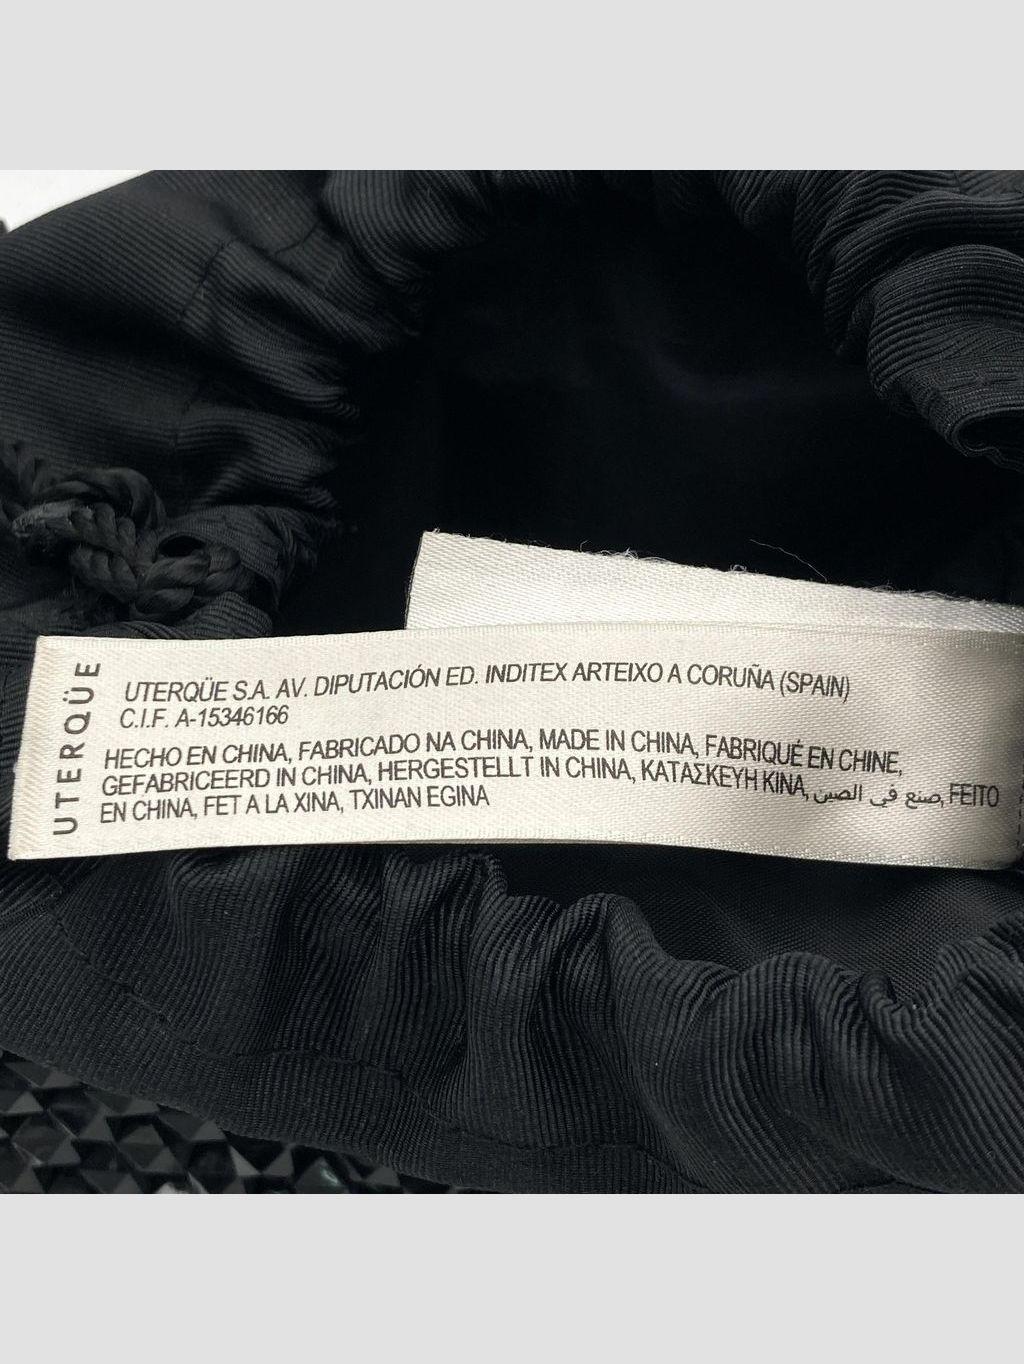 UTERQÜE
UTERQÜE S.A. AV. DIPUTACIÓN ED. INDITEX ARTEIXO A CORUÑA (SPAIN)
C.I.F. A-15346166
HECHO EN CHINA, FABRICADO NA CHINA, MADE IN CHINA, FABRIQUÉ EN CHINE,
GEFABRICEERD IN CHINA, HERGESTELLT IN CHINA, ΚΑΤΑΣΚΕΥΗ ΚΙΝΑ, صنع في الصين, FEITO
EN CHINA, FET A LA XINA, TXINAN EGINA